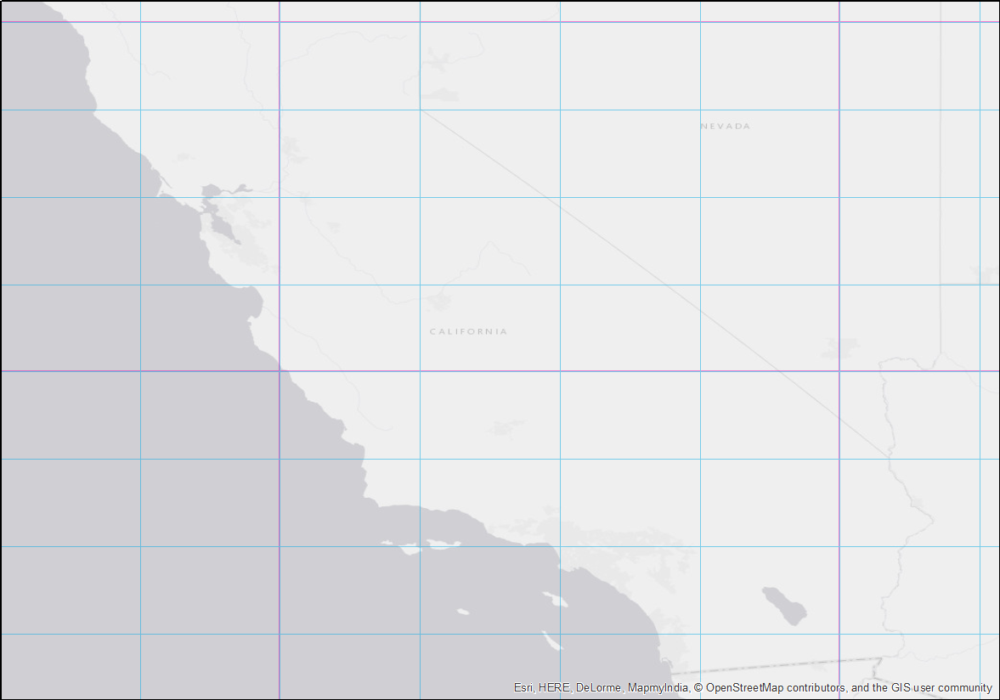 NEVADA
CALIFORNIA
Esri, HERE, DeLorme, MapmyIndia, © OpenStreetMap contributors, and the GIS user community